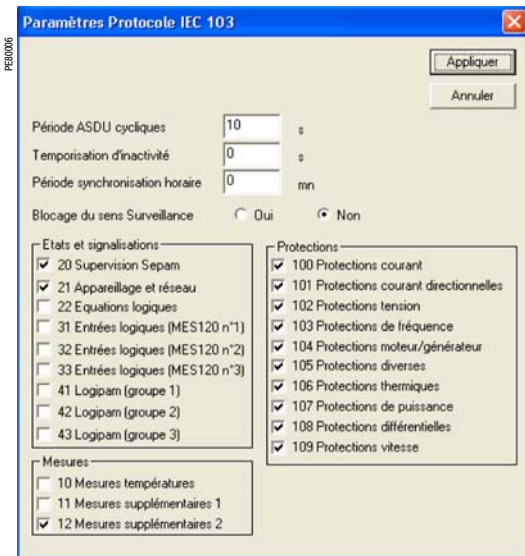 Paramètres Protocole IEC 103
PE80006
Appliquer
Annuler
Période ASDU cycliques 10 s
Temporisation d'inactivité 0 s
Période synchronisation horaire 0 mn
Blocage du sens Surveillance Oui Non
Etats et signalisations
20 Supervision Sepam
21 Appareillage et réseau
22 Equations logiques
31 Entrées logiques (MES120 n°1)
32 Entrées logiques (MES120 n°2)
33 Entrées logiques (MES120 n°3)
41 Logipam (groupe 1)
42 Logipam (groupe 2)
43 Logipam (groupe 3)
Mesures
10 Mesures températures
11 Mesures supplémentaires 1
12 Mesures supplémentaires 2
Protections
100 Protections courant
101 Protections courant directionnelles
102 Protections tension
103 Protections de fréquence
104 Protections moteur/générateur
105 Protections diverses
106 Protections thermiques
107 Protections de puissance
108 Protections différentielles
109 Protections vitesse